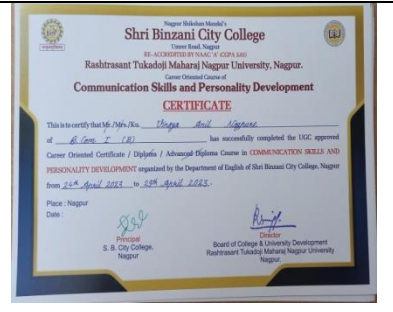 Nagpur Shikshan Mandal's
Shri Binzani City College
Umrer Road, Nagpur
RE-ACCREDITED BY NAAC 'A' (CGPA
Rashtrasant Tukadoji Maharaj Nagpur University, Nagpur.
Career Oriented Course of
Communication Skills and Personality Development
CERTIFICATE
This is to certify that Mr./Mrs./Ku. Anil Nagpure
of B. Com I (B) has successfully completed the UGC approved
Career Oriented Certificate / Diploma / Advanced Diploma Course in COMMUNICATION SKILLS AND
PERSONALITY DEVELOPMENT organized by the Department of English of Shri Binzani City College, Nagpur
from 24th April 2023 to 29th April 2023.
Place : Nagpur
Date :
Principal
S. B. City College,
Nagpur
Director
Board of College & University Development
Rashtrasant Tukadoji Maharaj Nagpur University
Nagpur.